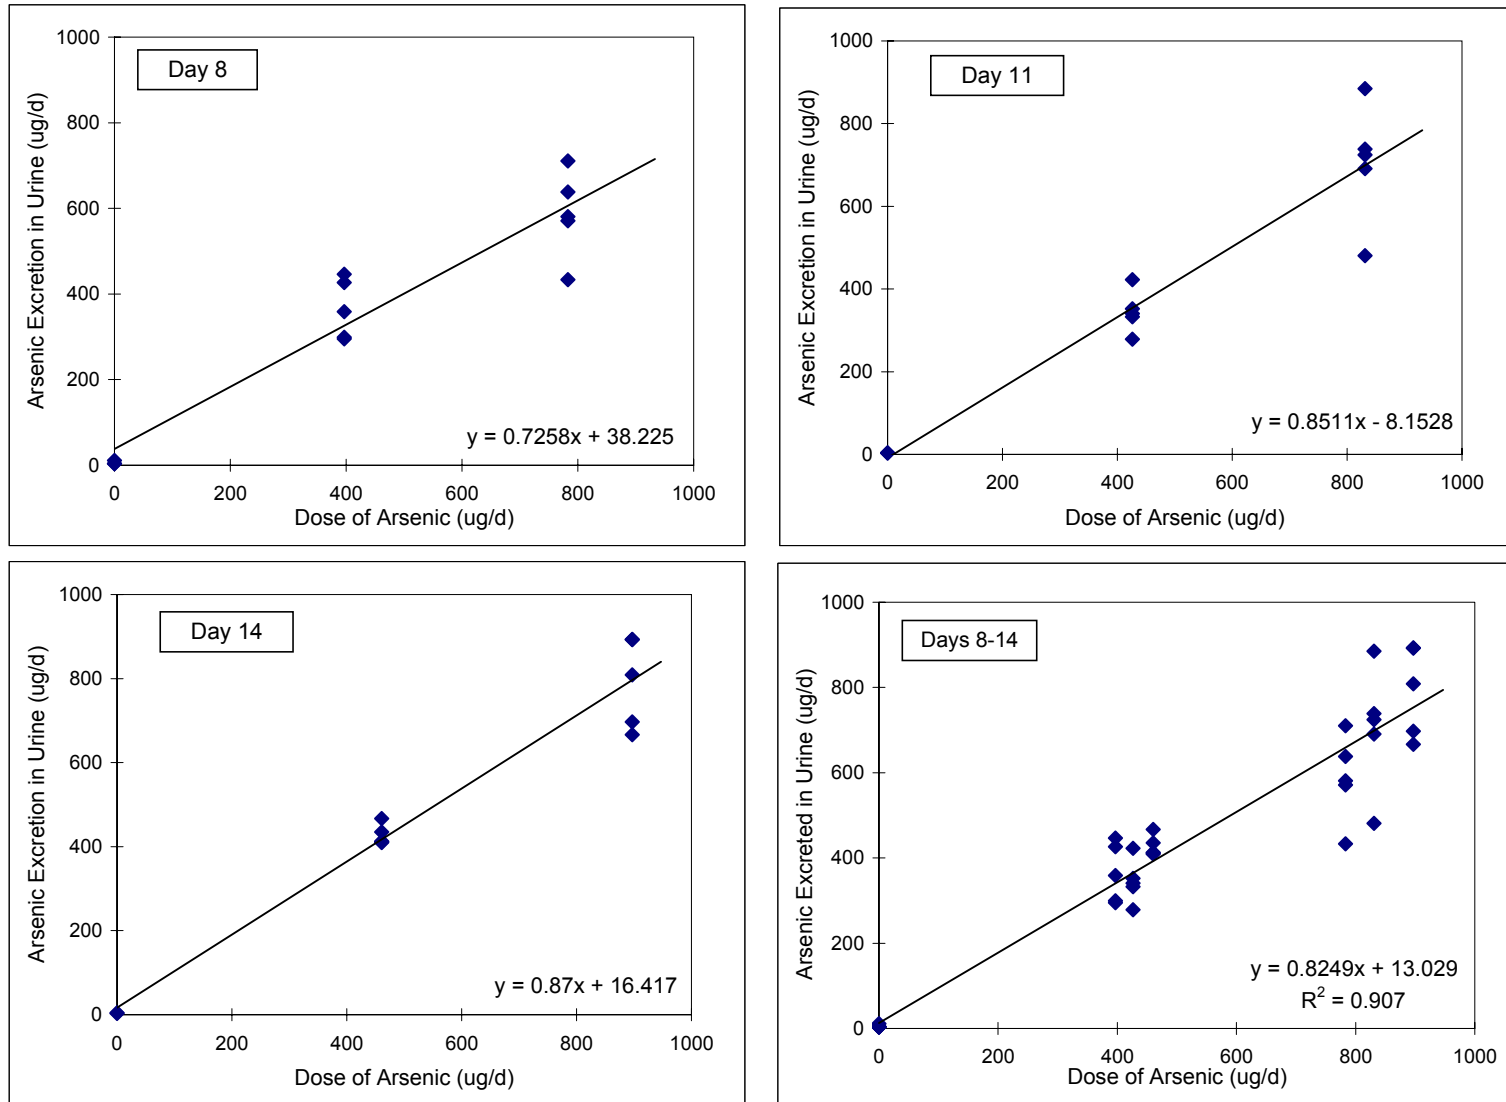 Day 8
Arsenic Excretion in Urine (ug/d)
1000
800
600
400
200
0
y = 0.7258x + 38.225
0 200 400 600 800 1000
Dose of Arsenic (ug/d)
Day 11
Arsenic Excretion in Urine (ug/d)
1000
800
600
400
200
0
y = 0.8511x - 8.1528
0 200 400 600 800 1000
Dose of Arsenic (ug/d)
Day 14
Arsenic Excretion in Urine (ug/d)
1000
800
600
400
200
0
y = 0.87x + 16.417
0 200 400 600 800 1000
Dose of Arsenic (ug/d)
Days 8-14
Arsenic Excreted in Urine (ug/d)
1000
800
600
400
200
0
y = 0.8249x + 13.029
R² = 0.907
0 200 400 600 800 1000
Dose of Arsenic (ug/d)